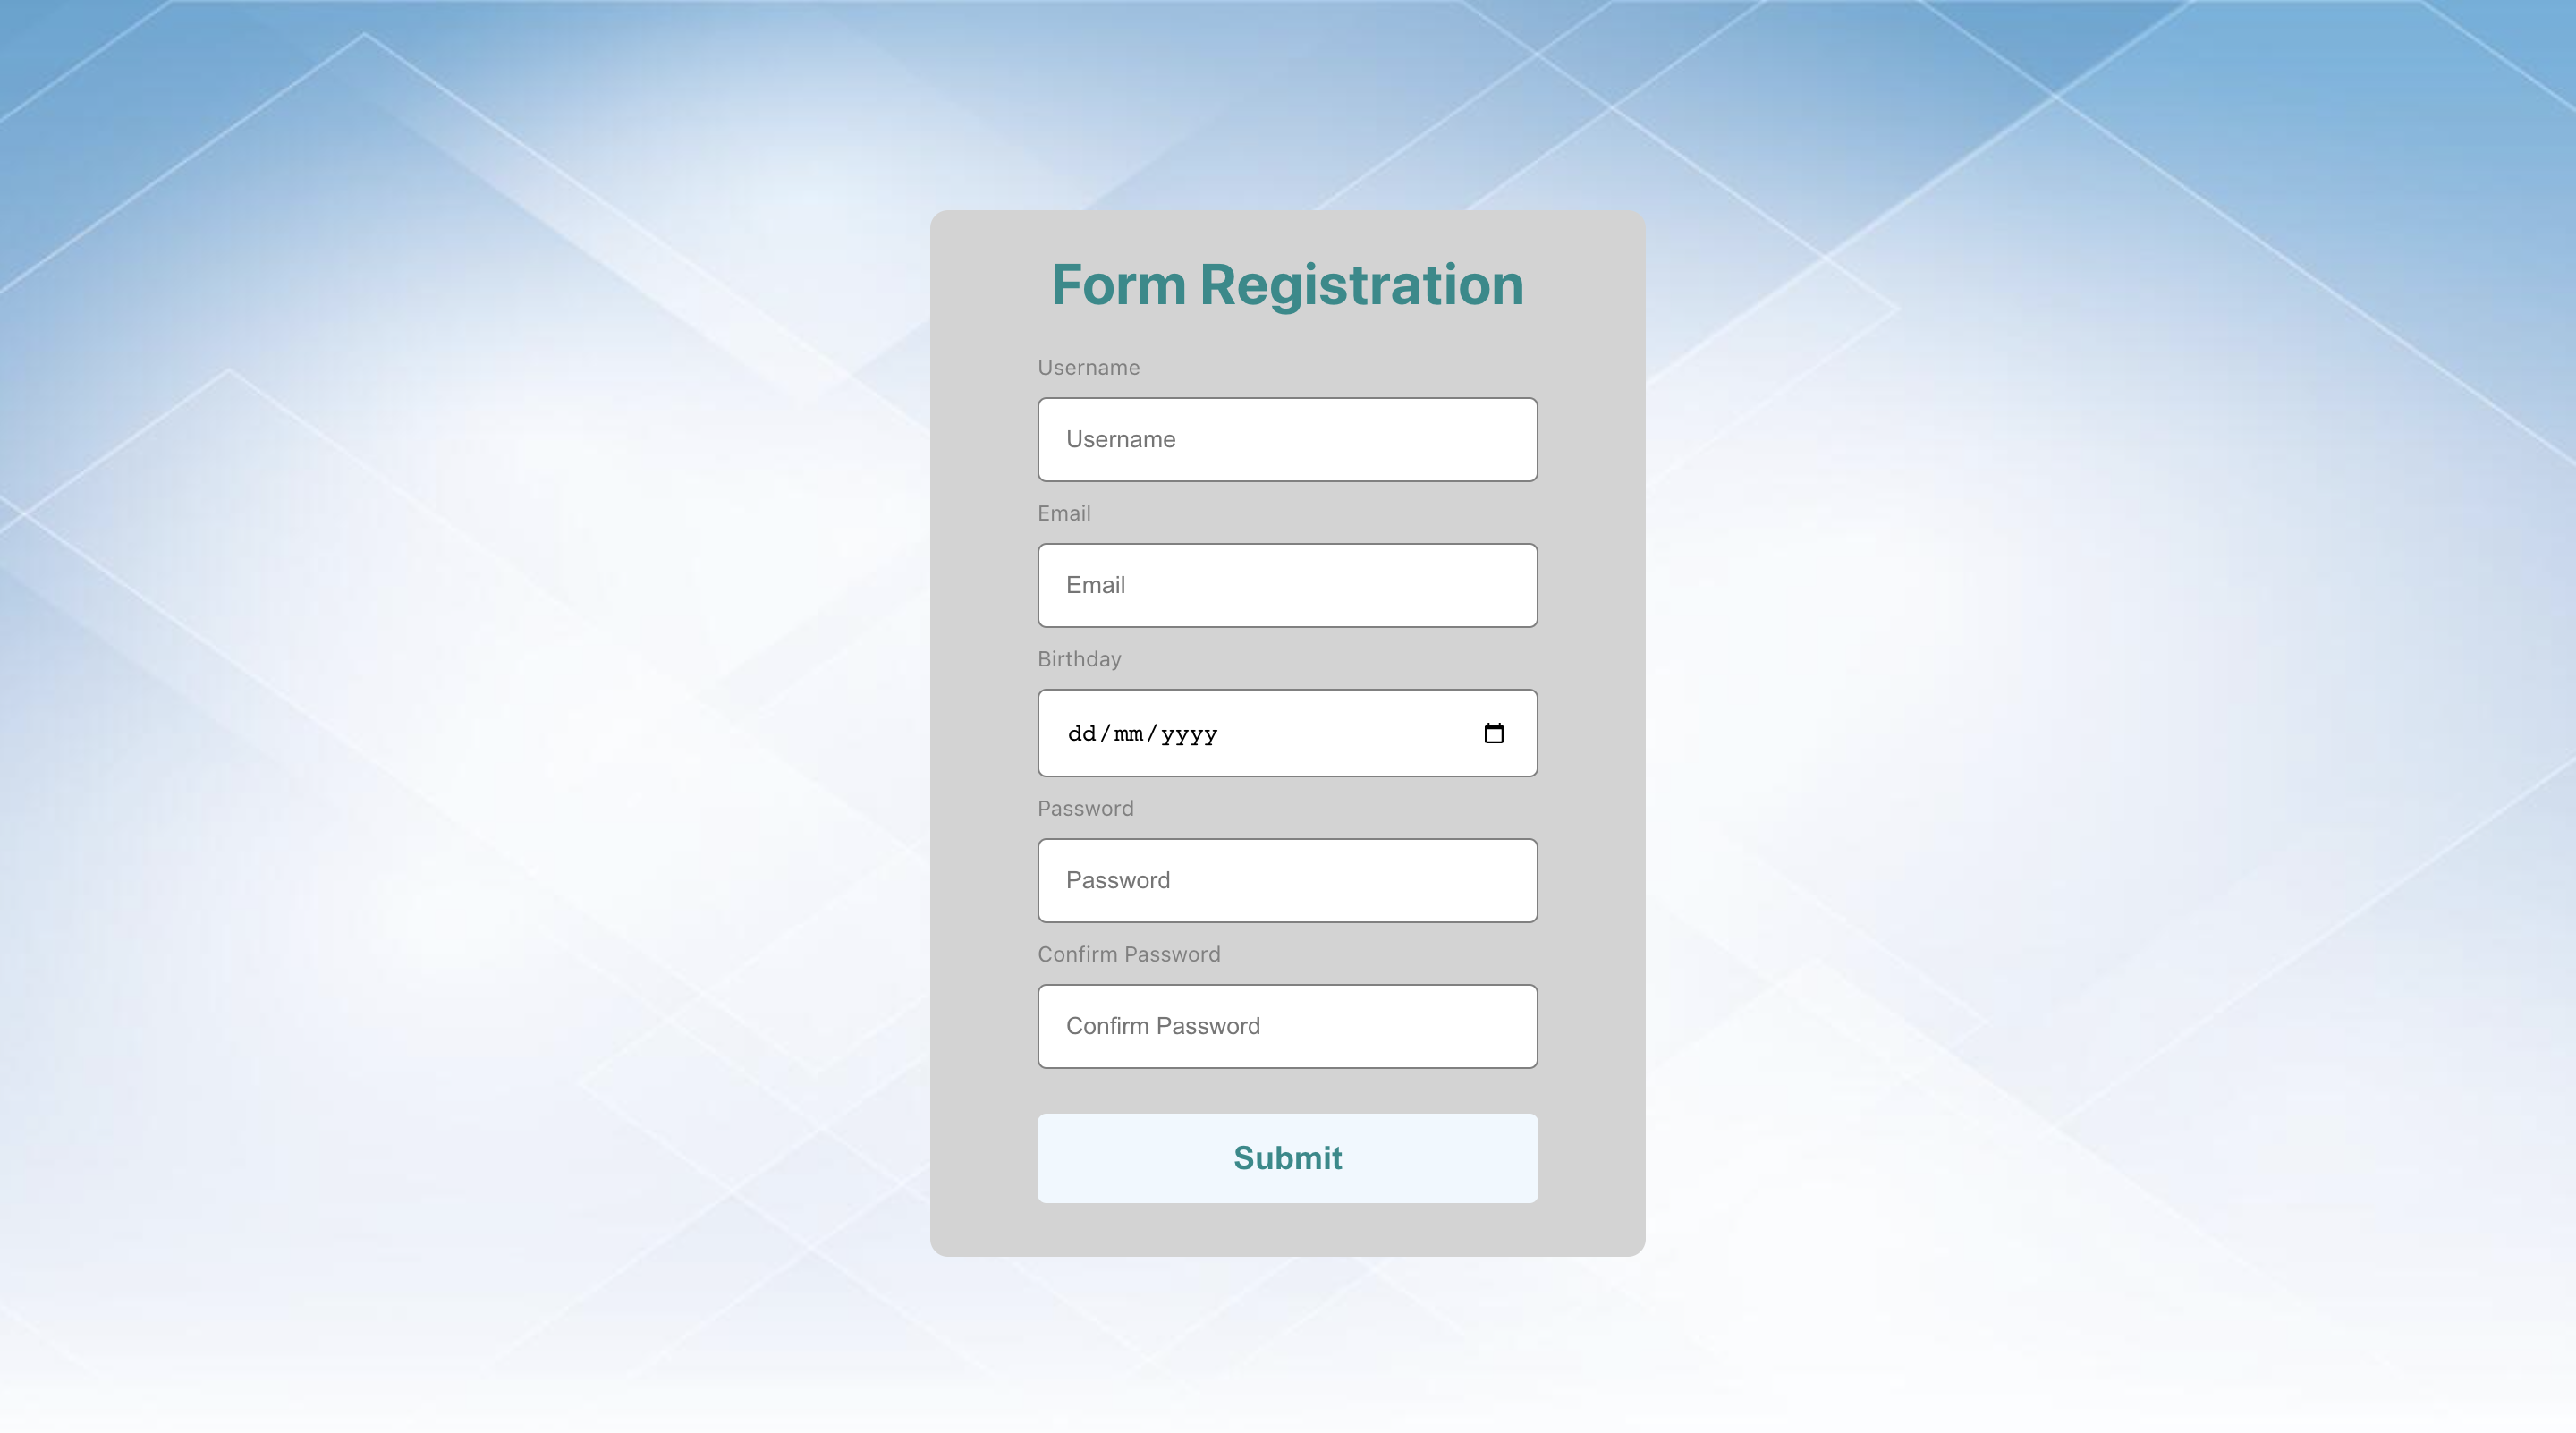 Form Registration
Username
Username
Email
Email
Birthday
dd/mm/yyyy
Password
Password
Confirm Password
Confirm Password
Submit